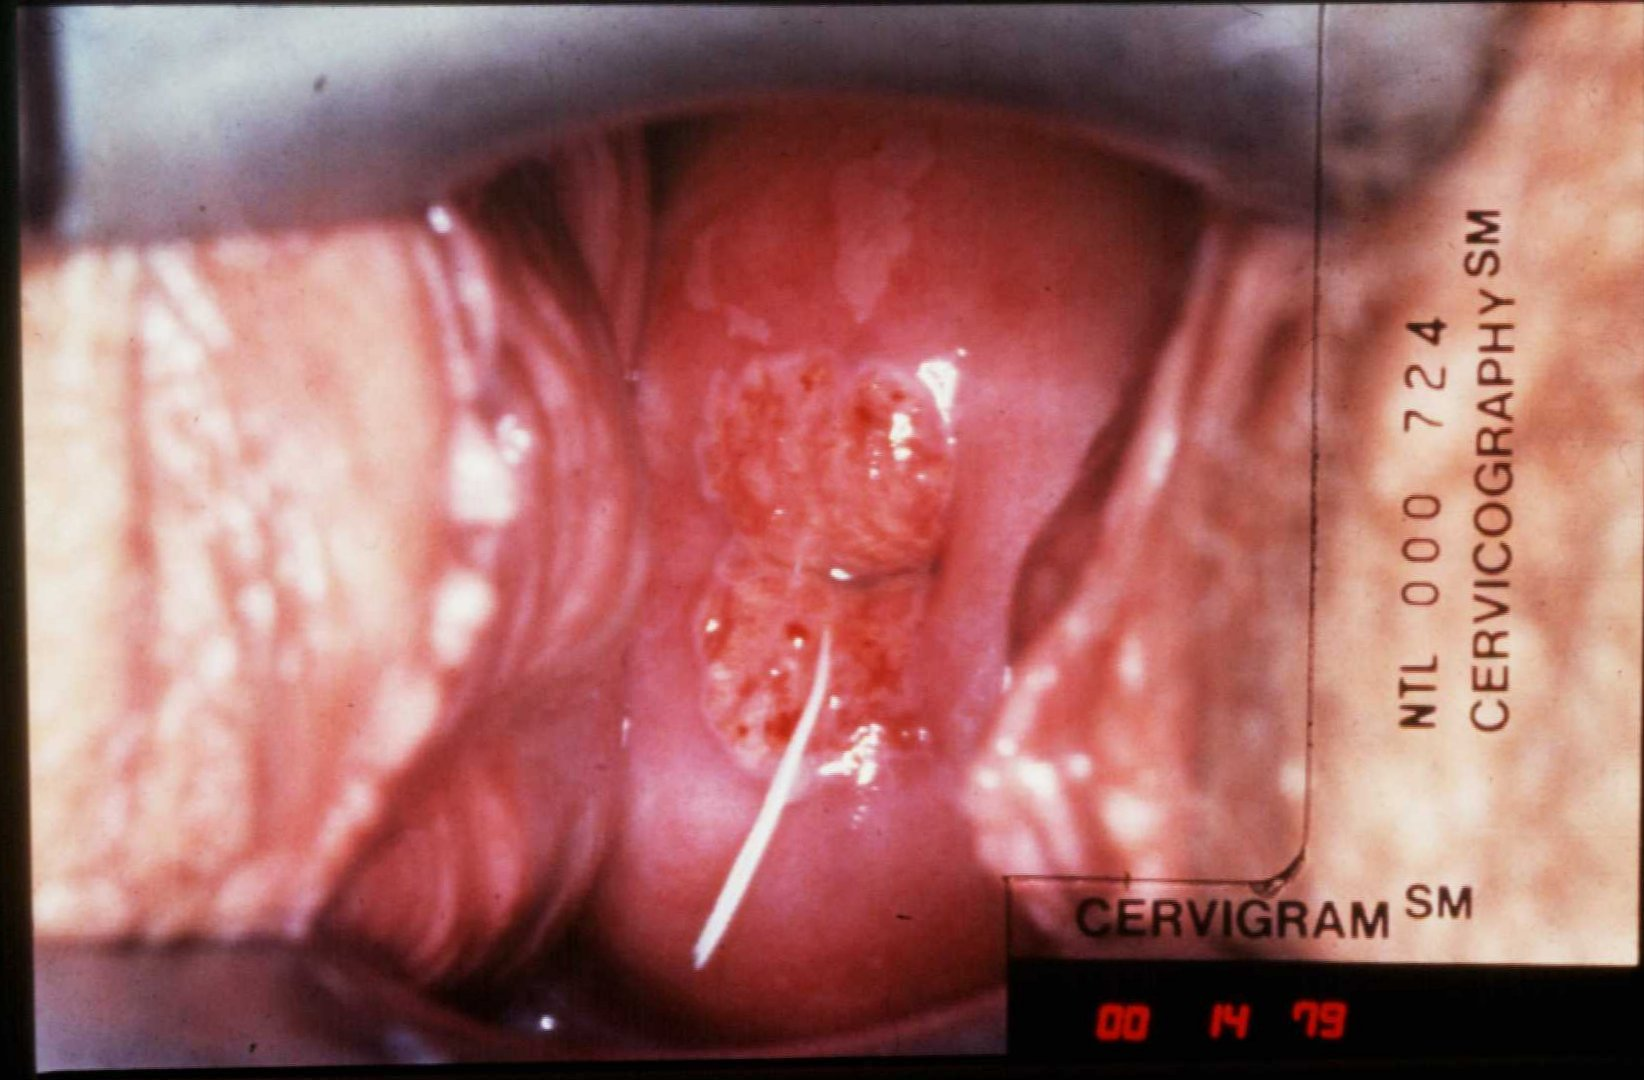 NTL 000 724
CERVICOGRAPHY SM
CERVIGRAM SM
00 14 79